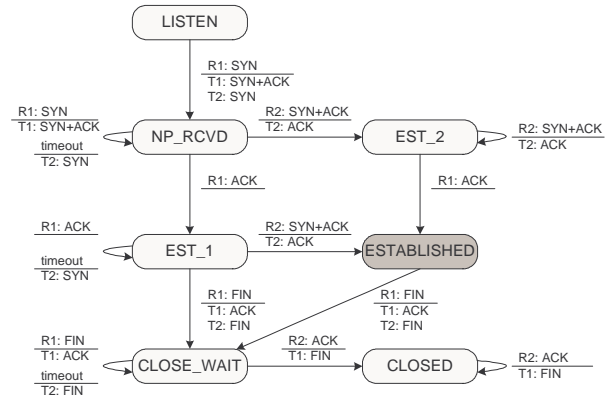 LISTEN
R1: SYN
T1: SYN+ACK
T2: SYN
R1: SYN
T1: SYN+ACK
timeout
T2: SYN
NP_RCVD
R2: SYN+ACK
T2: ACK
EST_2
R2: SYN+ACK
T2: ACK
R1: ACK
R1: ACK
R1: ACK
timeout
T2: SYN
EST_1
R2: SYN+ACK
T2: ACK
ESTABLISHED
R1: FIN
T1: ACK
T2: FIN
R1: FIN
T1: ACK
T2: FIN
R1: FIN
T1: ACK
timeout
T2: FIN
CLOSE_WAIT
R2: ACK
T1: FIN
CLOSED
R2: ACK
T1: FIN